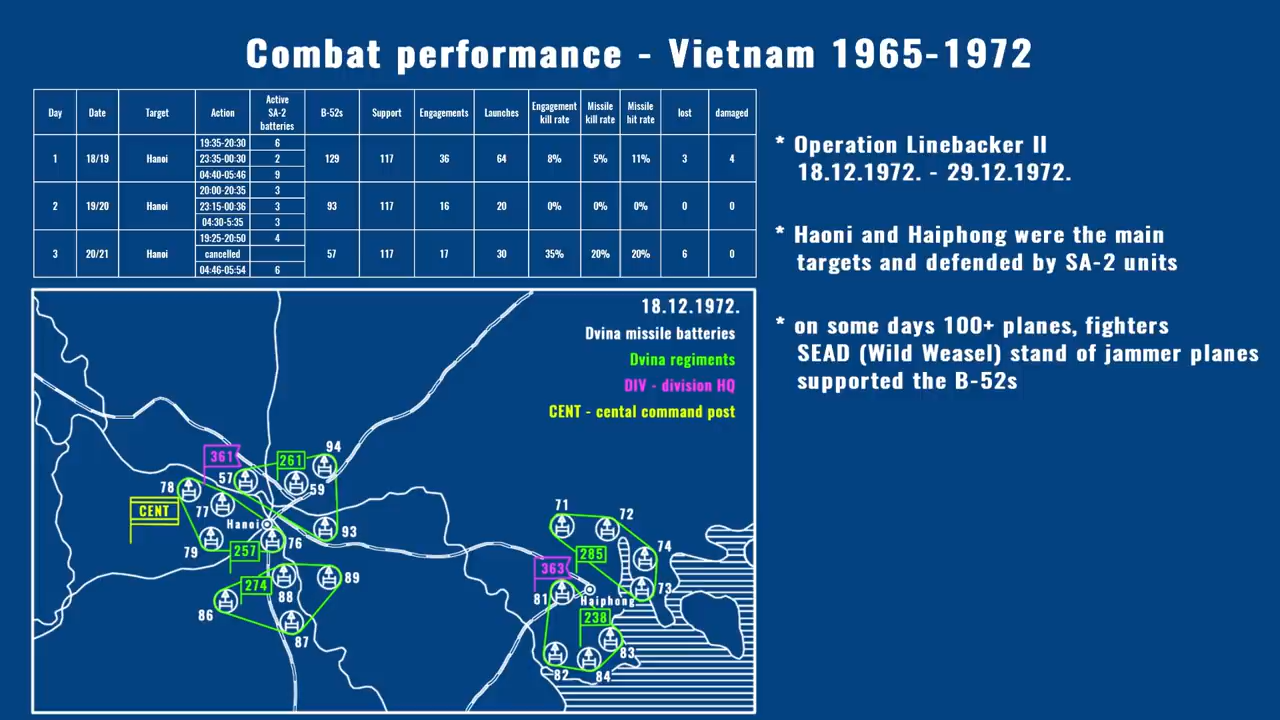 Combat performance - Vietnam 1965-1972
Day Date Target Action Active SA-2 batteries B-52s Support Engagements Launches Engagement kill rate Missile kill rate Missile hit rate lost damaged
1 18/19 Hanoi 19:35-20:30 6 129 117 36 64 8% 5% 11% 3 4
23:35-00:30 2
04:40-05:46 9
2 19/20 Hanoi 20:00-20:35 3 93 117 16 20 0% 0% 0% 0 0
23:15-00:36 3
04:30-5:35 3
3 20/21 Hanoi 19:25-20:50 4 57 117 17 30 35% 20% 20% 6 0
cancelled
04:46-05:54 6
* Operation Linebacker II
18.12.1972. - 29.12.1972.
* Haoni and Haiphong were the main
targets and defended by SA-2 units
* on some days 100+ planes, fighters
SEAD (Wild Weasel) stand of jammer planes
supported the B-52s
18.12.1972.
Dvina missile batteries
Dvina regiments
DIV - division HQ
CENT - cental command post
94
361
261
57
59
78
77
CENT
Hanoi
93
79
257
76
274
88
89
86
87
71
72
74
285
363
73
81
Haiphong
238
83
82
84